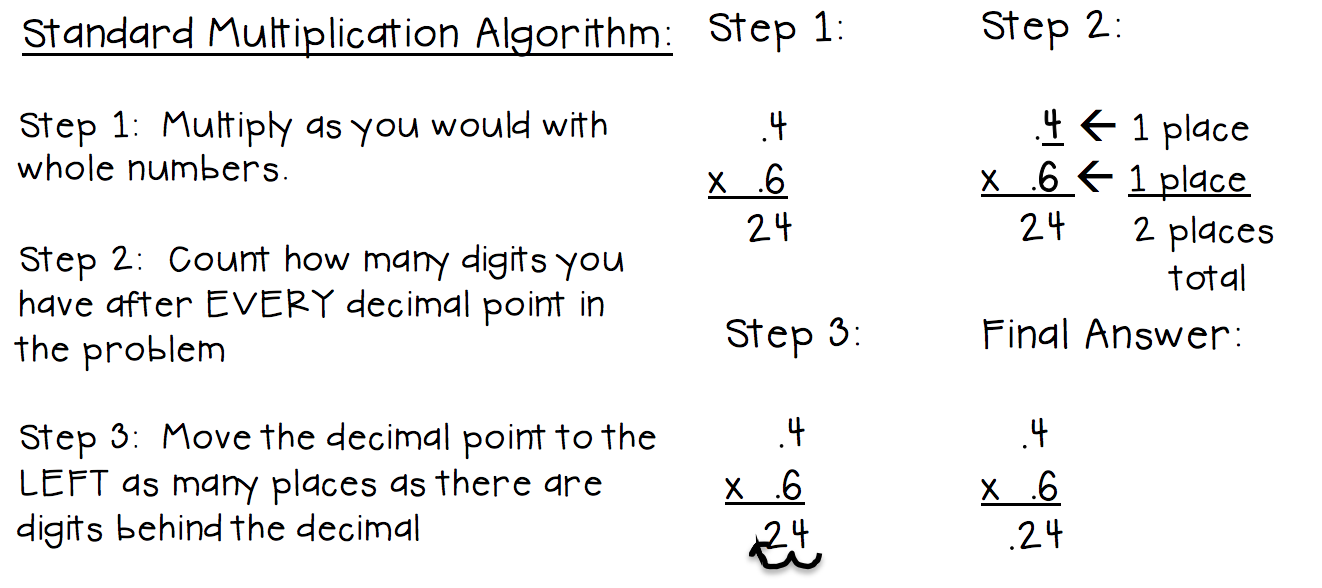 Standard Multiplication Algorithm:
Step 1: Multiply as you would with
whole numbers.
Step 2: Count how many digits you
have after EVERY decimal point in
the problem
Step 3: Move the decimal point to the
LEFT as many places as there are
digits behind the decimal
Step 1:
.4
x .6
24
Step 2:
.4 ← 1 place
x .6 ← 1 place
24 2 places
total
Step 3:
.4
x .6
.24
Final Answer:
.4
x .6
.24